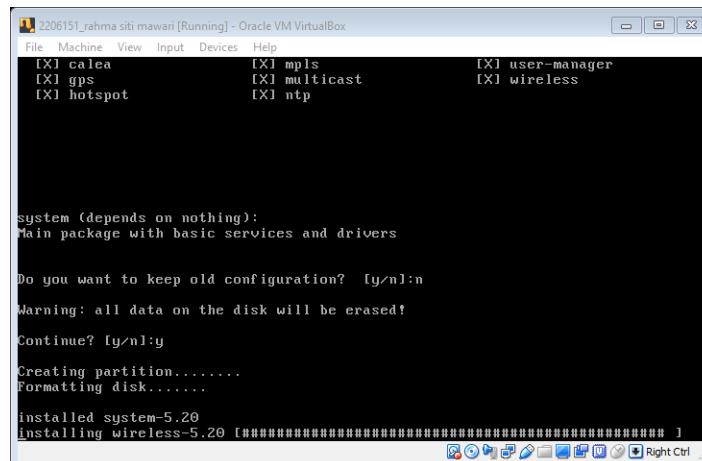 2206151_rahma siti mawari [Running] - Oracle VM VirtualBox
File Machine View Input Devices Help
[X] calea [X] mpls [X] user-manager
[X] gps [X] multicast [X] wireless
[X] hotspot [X] ntp
system (depends on nothing):
Main package with basic services and drivers
Do you want to keep old configuration? [y/n]:n
Warning: all data on the disk will be erased!
Continue? [y/n]:y
Creating partition........
Formatting disk.......
installed system-5.20
installing wireless-5.20 [############################################### ]
Right Ctrl